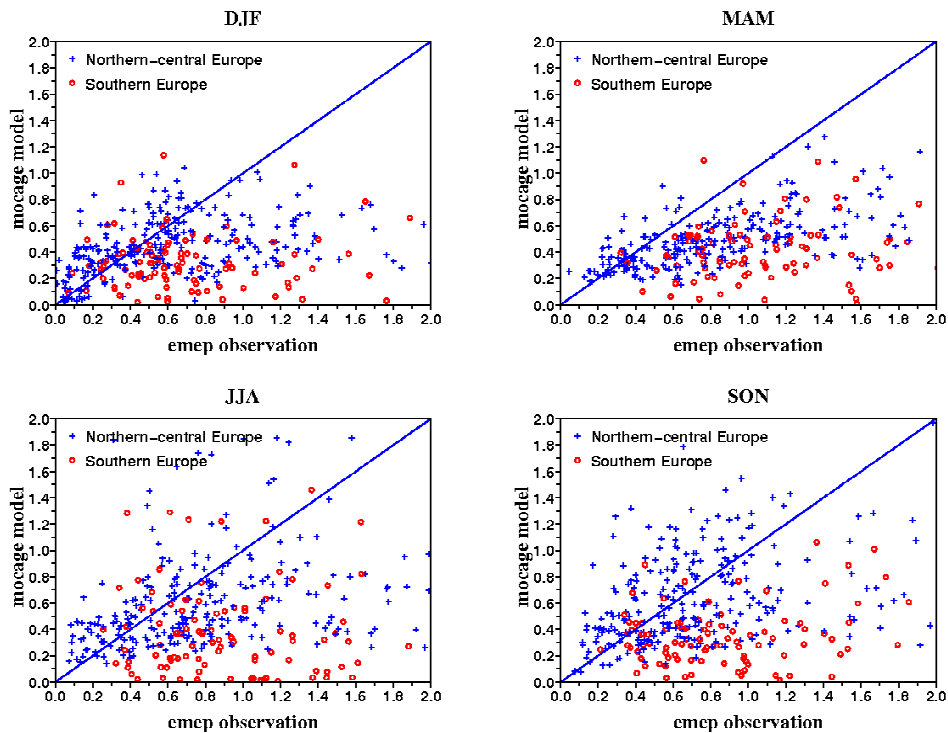 DJF
2.0
1.8
1.6
1.4
1.2
1.0
0.8
0.6
0.4
0.2
0.0
mocage model
Northern-central Europe
Southern Europe
0.0 0.2 0.4 0.6 0.8 1.0 1.2 1.4 1.6 1.8 2.0
emep observation
MAM
2.0
1.8
1.6
1.4
1.2
1.0
0.8
0.6
0.4
0.2
0.0
mocage model
Northern-central Europe
Southern Europe
0.0 0.2 0.4 0.6 0.8 1.0 1.2 1.4 1.6 1.8 2.0
emep observation
JJA
2.0
1.8
1.6
1.4
1.2
1.0
0.8
0.6
0.4
0.2
0.0
mocage model
Northern-central Europe
Southern Europe
0.0 0.2 0.4 0.6 0.8 1.0 1.2 1.4 1.6 1.8 2.0
emep observation
SON
2.0
1.8
1.6
1.4
1.2
1.0
0.8
0.6
0.4
0.2
0.0
mocage model
Northern-central Europe
Southern Europe
0.0 0.2 0.4 0.6 0.8 1.0 1.2 1.4 1.6 1.8 2.0
emep observation